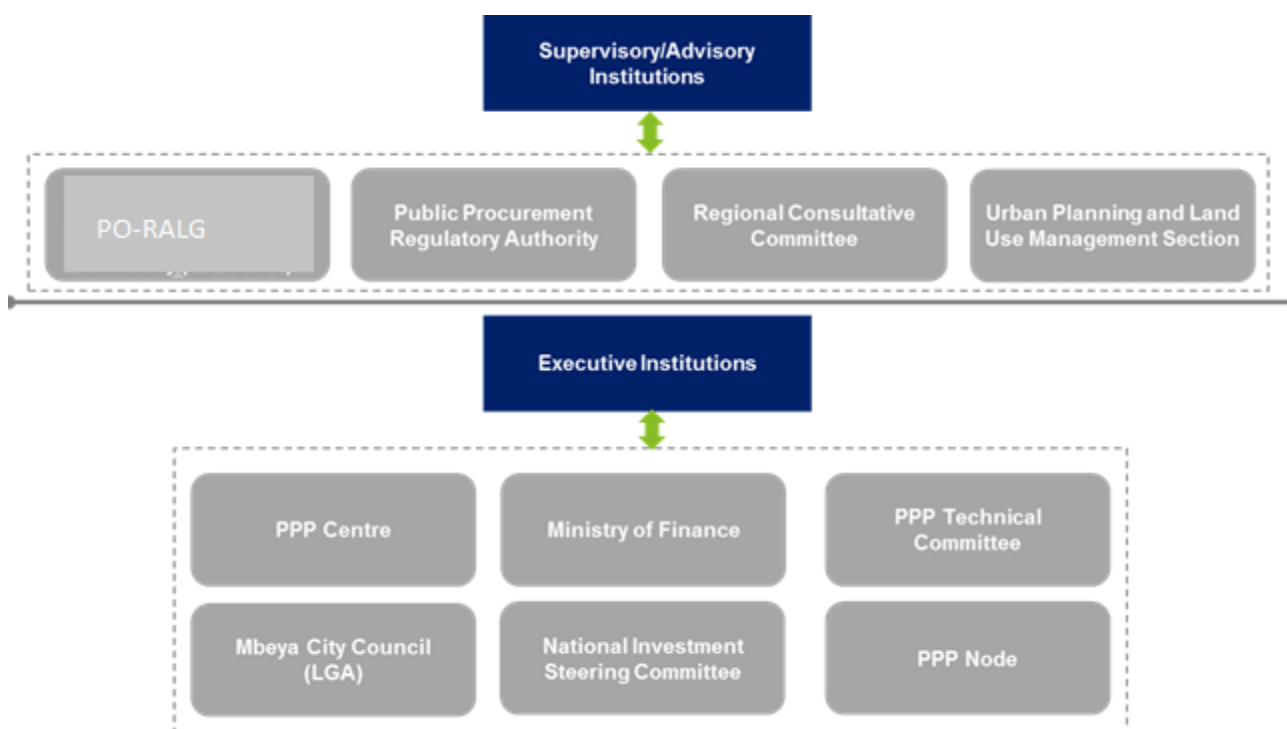 Supervisory/Advisory
Institutions
PO-RALG
Public Procurement
Regulatory Authority
Regional Consultative
Committee
Urban Planning and Land
Use Management Section
Executive Institutions
PPP Centre
Ministry of Finance
PPP Technical
Committee
Mbeya City Council
(LGA)
National Investment
Steering Committee
PPP Node